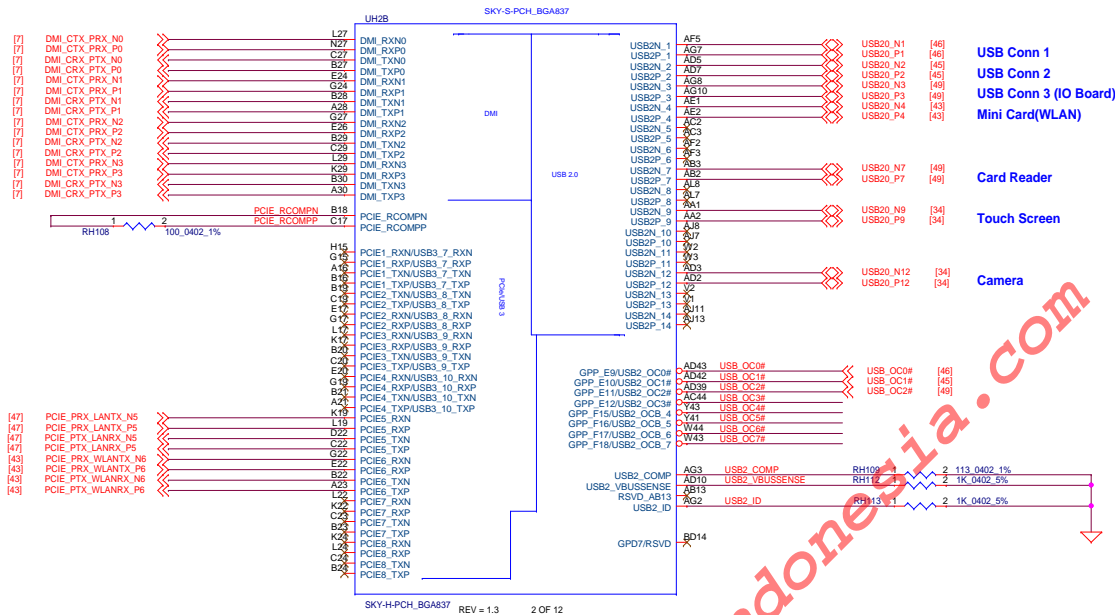 SKY-S-PCH_BGA837
UH2B
[7] DMI_CTX_PRX_N0 L27 DMI_RXN0
[7] DMI_CTX_PRX_P0 N27 DMI_RXP0
[7] DMI_CRX_PTX_N0 C27 DMI_TXN0
[7] DMI_CRX_PTX_P0 B27 DMI_TXP0
[7] DMI_CTX_PRX_N1 E24 DMI_RXN1
[7] DMI_CTX_PRX_P1 G24 DMI_RXP1
[7] DMI_CRX_PTX_N1 B28 DMI_TXN1
[7] DMI_CRX_PTX_P1 A28 DMI_TXP1
[7] DMI_CTX_PRX_N2 G27 DMI_RXN2
[7] DMI_CTX_PRX_P2 E26 DMI_RXP2
[7] DMI_CRX_PTX_N2 B29 DMI_TXN2
[7] DMI_CRX_PTX_P2 C29 DMI_TXP2
[7] DMI_CTX_PRX_N3 L29 DMI_RXN3
[7] DMI_CTX_PRX_P3 K29 DMI_RXP3
[7] DMI_CRX_PTX_N3 B30 DMI_TXN3
[7] DMI_CRX_PTX_P3 A30 DMI_TXP3
PCIE_RCOMPN B18 PCIE_RCOMPN
PCIE_RCOMPP C17 PCIE_RCOMPP
RH108 1 2 100_0402_1%
H15 PCIE1_RXN/USB3_7_RXN
G15 PCIE1_RXP/USB3_7_RXP
A16 PCIE1_TXN/USB3_7_TXN
B16 PCIE1_TXP/USB3_7_TXP
B19 PCIE2_TXN/USB3_8_TXN
C19 PCIE2_TXP/USB3_8_TXP
E17 PCIE2_RXN/USB3_8_RXN
G17 PCIE2_RXP/USB3_8_RXP
L17 PCIE3_RXN/USB3_9_RXN
K17 PCIE3_RXP/USB3_9_RXP
B20 PCIE3_TXN/USB3_9_TXN
C20 PCIE3_TXP/USB3_9_TXP
E20 PCIE4_RXN/USB3_10_RXN
G19 PCIE4_RXP/USB3_10_RXP
B21 PCIE4_TXN/USB3_10_TXN
A21 PCIE4_TXP/USB3_10_TXP
[47] PCIE_PRX_LANTX_N5 K19 PCIE5_RXN
[47] PCIE_PRX_LANTX_P5 L19 PCIE5_RXP
[47] PCIE_PTX_LANRX_N5 D22 PCIE5_TXN
[47] PCIE_PTX_LANRX_P5 C22 PCIE5_TXP
[43] PCIE_PRX_WLANTX_N6 G22 PCIE6_RXN
[43] PCIE_PRX_WLANTX_P6 E22 PCIE6_RXP
[43] PCIE_PTX_WLANRX_N6 B22 PCIE6_TXN
[43] PCIE_PTX_WLANRX_P6 A23 PCIE6_TXP
L22 PCIE7_RXN
K22 PCIE7_RXP
C23 PCIE7_TXN
B23 PCIE7_TXP
K24 PCIE8_RXN
L24 PCIE8_RXP
C24 PCIE8_TXN
B24 PCIE8_TXP
DMI
USB 2.0
PCIe/USB 3
USB2N_1 AF5 USB20_N1 [46]
USB2P_1 AG7 USB20_P1 [46]
USB Conn 1
USB2N_2 AD5 USB20_N2 [45]
USB2P_2 AD7 USB20_P2 [45]
USB Conn 2
USB2N_3 AG8 USB20_N3 [49]
USB2P_3 AG10 USB20_P3 [49]
USB Conn 3 (IO Board)
USB2N_4 AE1 USB20_N4 [43]
USB2P_4 AE2 USB20_P4 [43]
Mini Card(WLAN)
USB2N_5 AC2
USB2P_5 AC3
USB2N_6 AF2
USB2P_6 AF3
USB2N_7 AB3 USB20_N7 [49]
USB2P_7 AB2 USB20_P7 [49]
Card Reader
USB2N_8 AL8
USB2P_8 AL7
USB2N_9 AA1 USB20_N9 [34]
USB2P_9 AA2 USB20_P9 [34]
Touch Screen
USB2N_10 AJ8
USB2P_10 AJ7
USB2N_11 W2
USB2P_11 W3
USB2N_12 AD3 USB20_N12 [34]
USB2P_12 AD2 USB20_P12 [34]
Camera
USB2N_13 V2
USB2P_13 V1
USB2N_14 AJ11
USB2P_14 AJ13
GPP_E9/USB2_OC0# AD43 USB_OC0# USB_OC0# [46]
GPP_E10/USB2_OC1# AD42 USB_OC1# USB_OC1# [45]
GPP_E11/USB2_OC2# AD39 USB_OC2# USB_OC2# [49]
GPP_E12/USB2_OC3# AC44 USB_OC3#
GPP_F15/USB2_OCB_4 Y43 USB_OC4#
GPP_F16/USB2_OCB_5 Y41 USB_OC5#
GPP_F17/USB2_OCB_6 W44 USB_OC6#
GPP_F18/USB2_OCB_7 W43 USB_OC7#
USB2_COMP AG3 USB2_COMP RH109 1 2 113_0402_1%
USB2_VBUSSENSE AD10 USB2_VBUSSENSE RH112 1 2 1K_0402_5%
RSVD_AB13 AB13
USB2_ID AG2 USB2_ID RH113 1 2 1K_0402_5%
GPD7/RSVD BD14
SKY-H-PCH_BGA837
REV = 1.3 2 OF 12
ndonesia.com